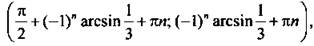 (π/2 + (-1)ⁿ arcsin 1/3 + πn; (-1)ⁿ arcsin 1/3 + πn),